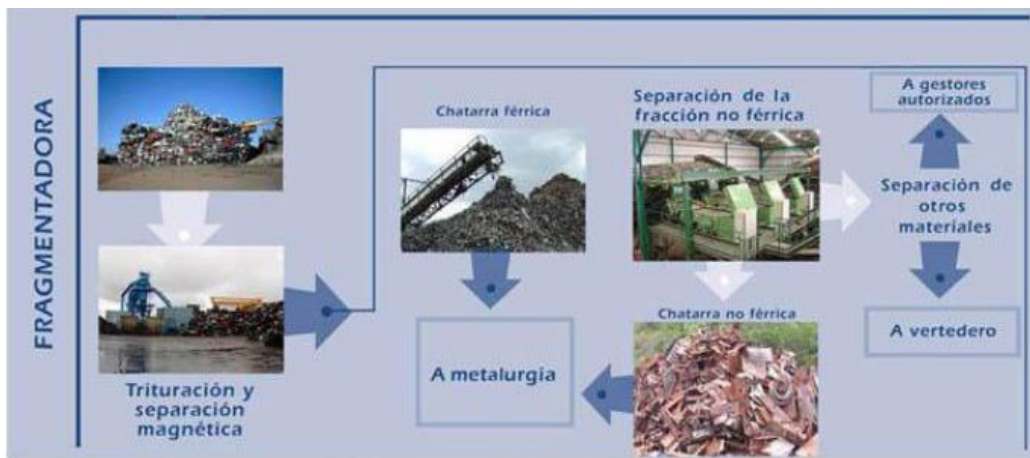 FRAGMENTADORA
Trituración y
separación
magnética
Chatarra férrica
A metalurgia
Separación de la
fracción no férrica
Chatarra no férrica
Separación de
otros
materiales
A gestores
autorizados
A vertedero